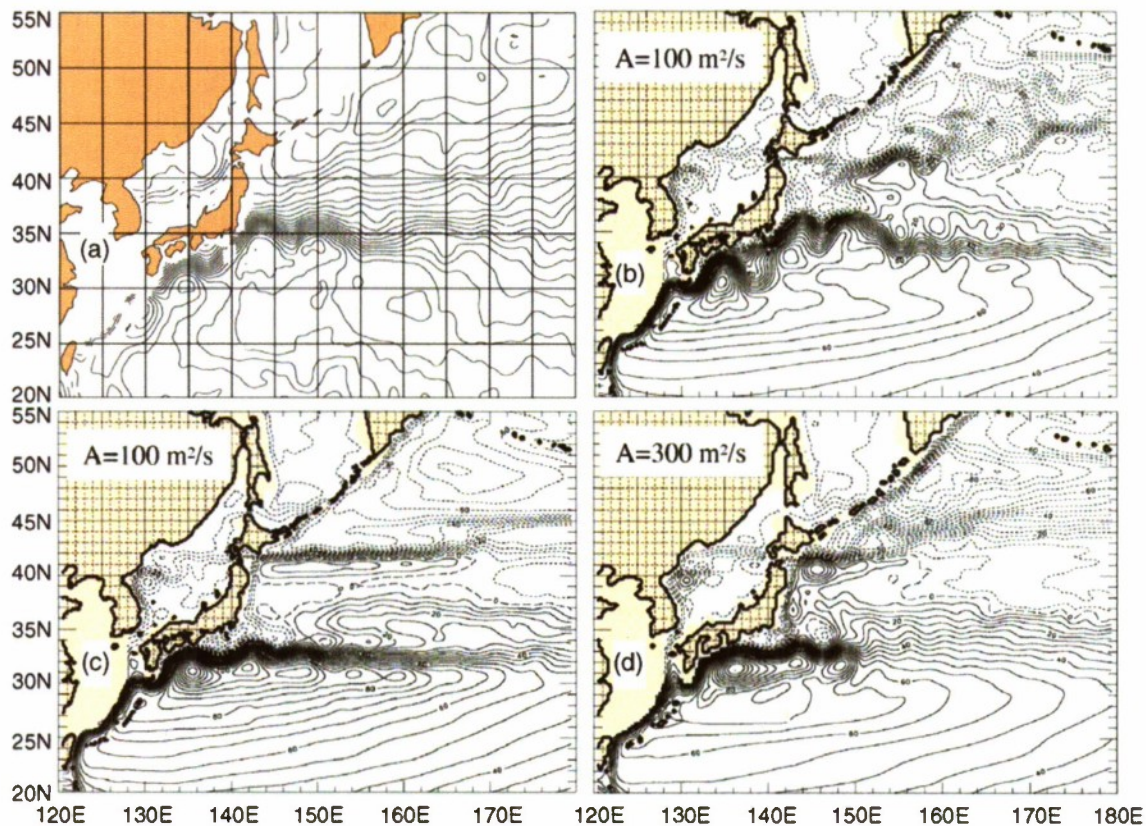 55N
50N
45N
40N
35N
30N
25N
20N
(a)
A=100 m²/s
(b)
55N
50N
45N
40N
35N
30N
25N
20N
A=100 m²/s
(c)
A=300 m²/s
(d)
120E 130E 140E 150E 160E 170E 120E 130E 140E 150E 160E 170E 180E